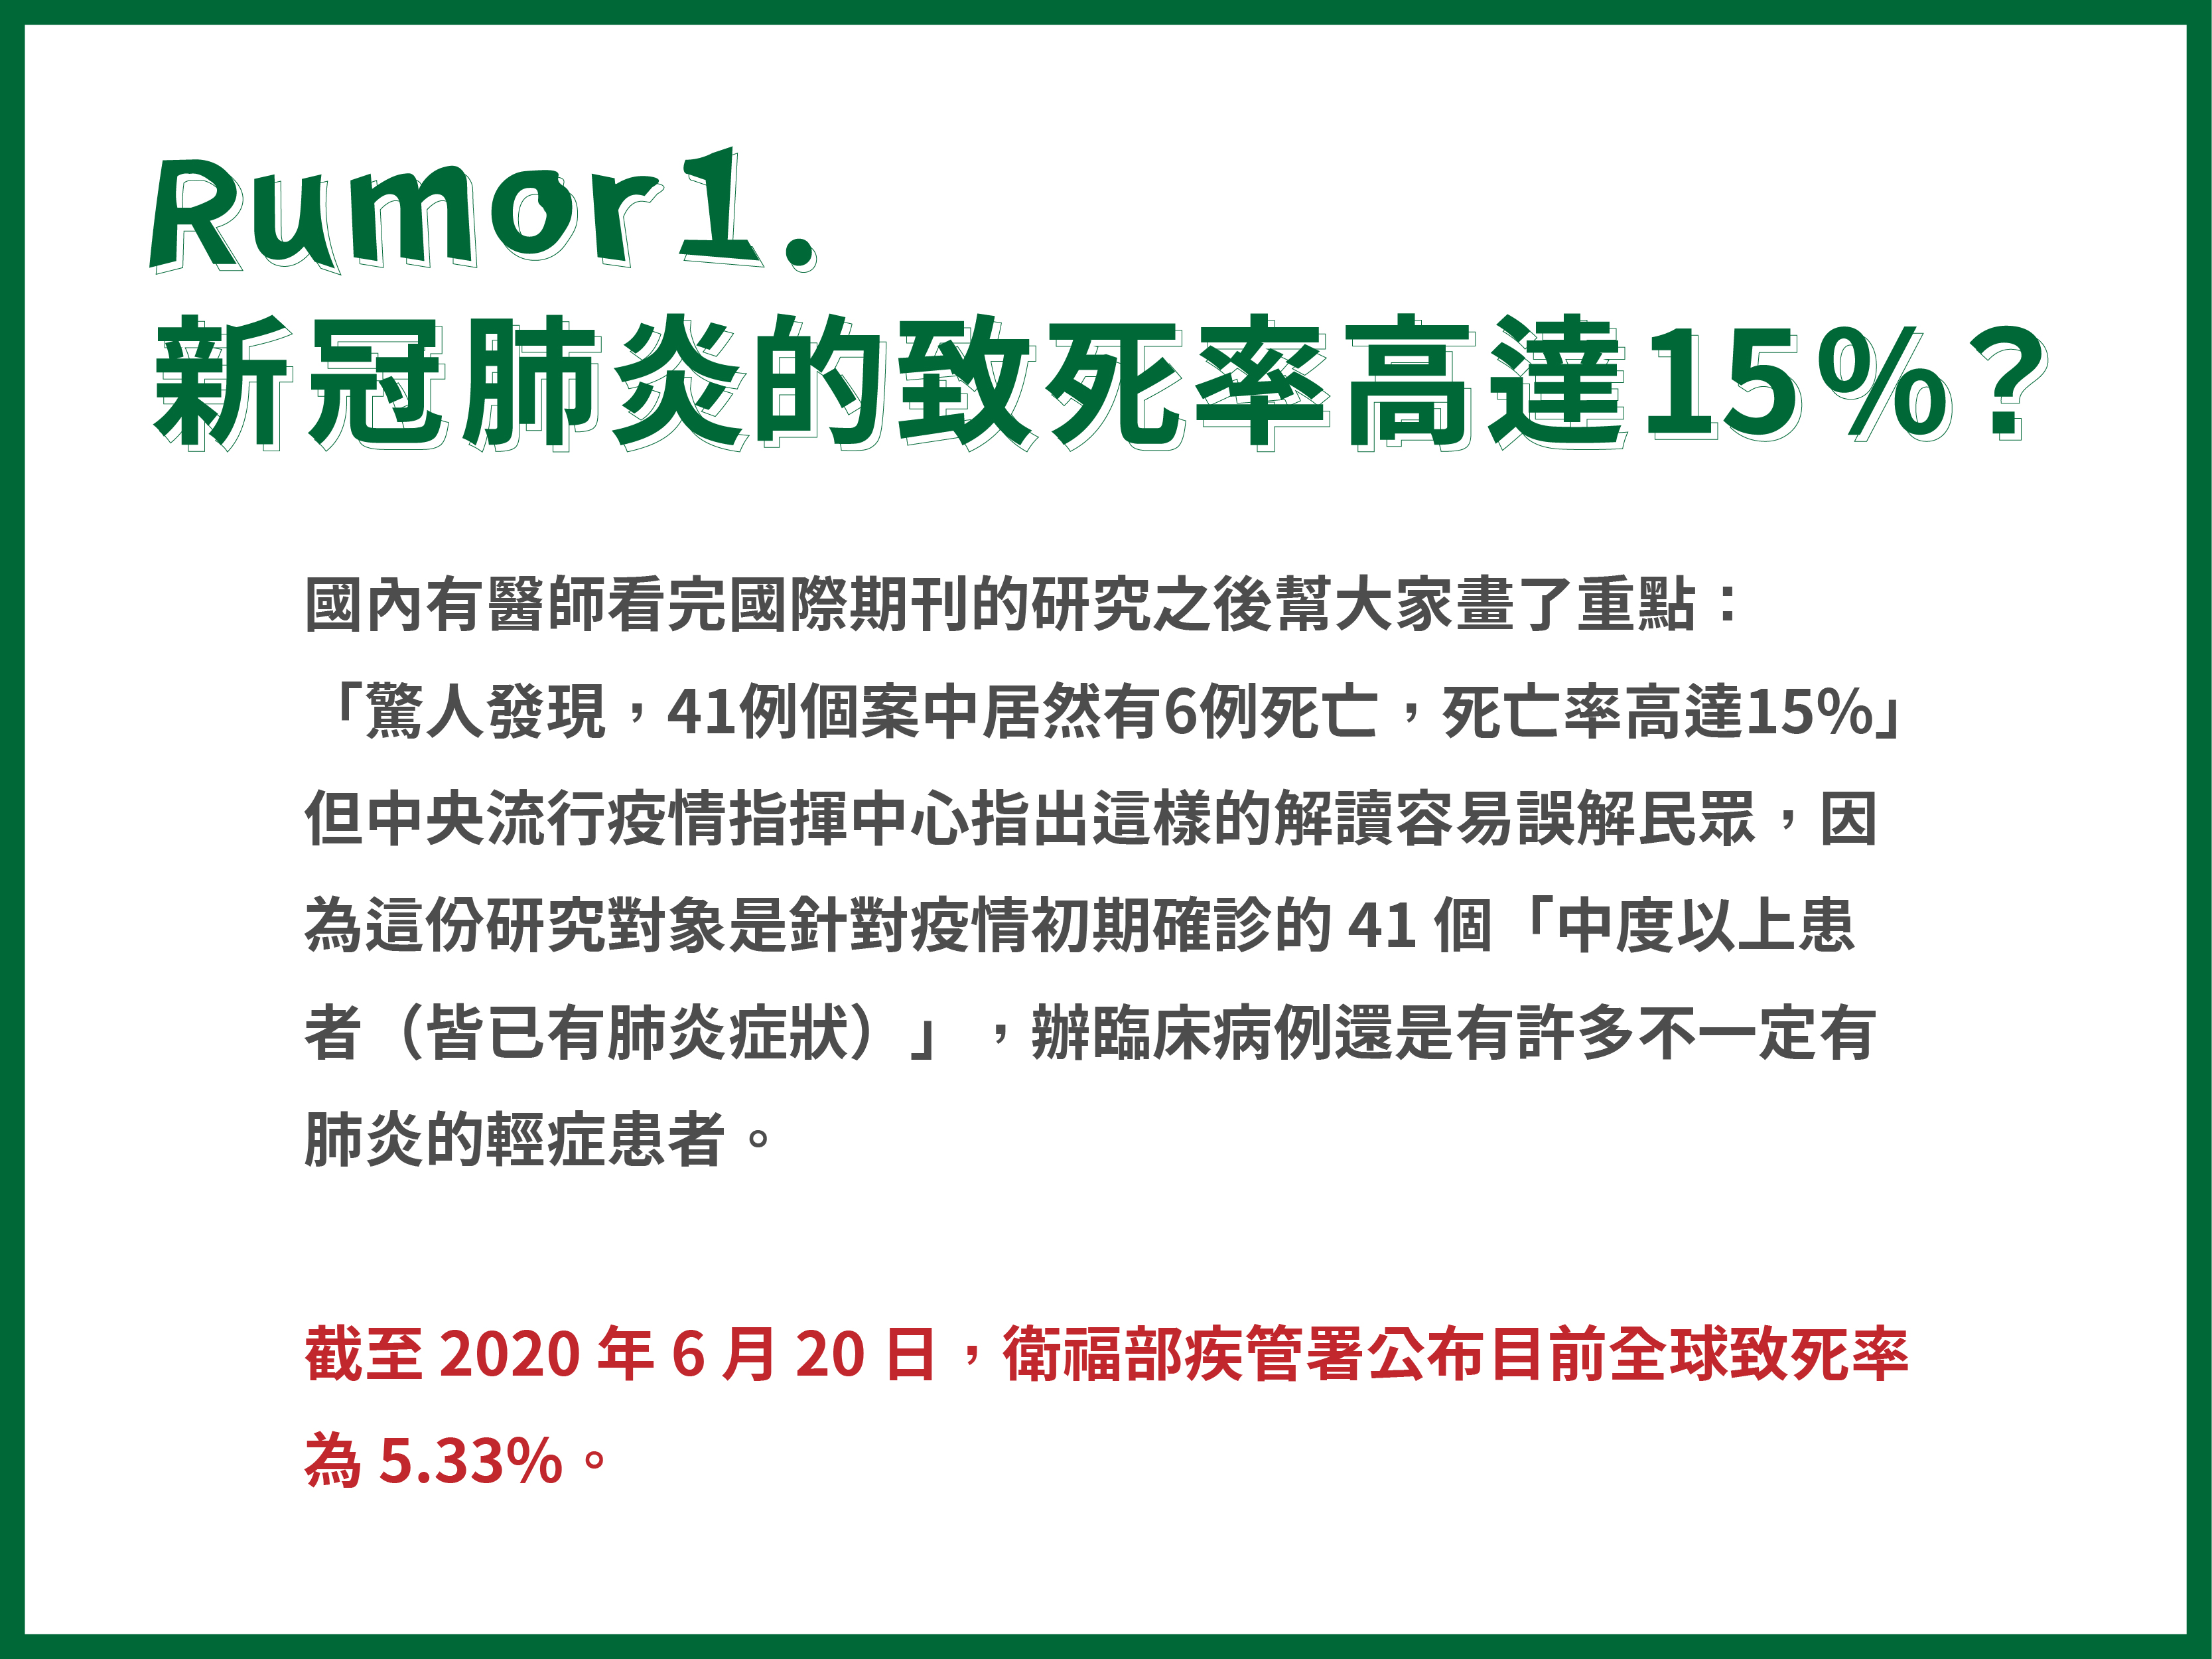 Rumor1.
新冠肺炎的致死率高達15%?
國內有醫師看完國際期刊的研究之後幫大家畫了重點：
「驚人發現，41例個案中居然有6例死亡，死亡率高達15%」
但中央流行疫情指揮中心指出這樣的解讀容易誤解民眾，因
為這份研究對象是針對疫情初期確診的 41 個「中度以上患
者（皆已有肺炎症狀）」，辦臨床病例還是有許多不一定有
肺炎的輕症患者。
截至 2020 年 6 月 20 日，衛福部疾管署公布目前全球致死率
為 5.33%。